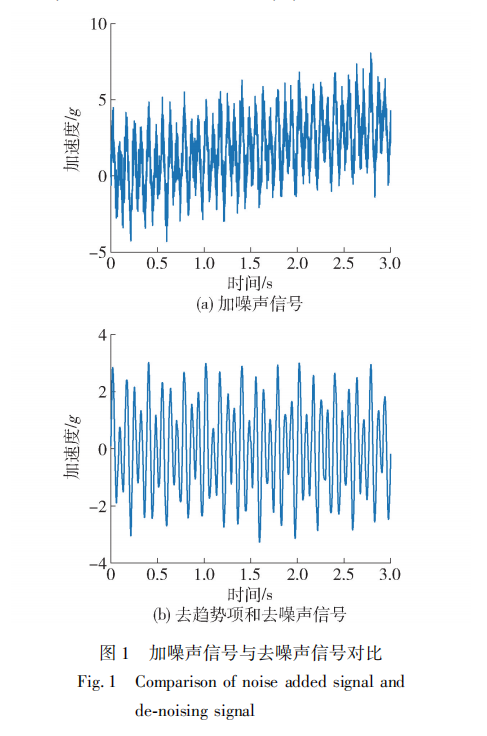 10
5
0
−5
加速度/g
0 0.5 1.0 1.5 2.0 2.5 3.0
时间/s
(a) 加噪声信号
4
2
0
−2
−4
加速度/g
0 0.5 1.0 1.5 2.0 2.5 3.0
时间/s
(b) 去趋势项和去噪声信号
图 1 加噪声信号与去噪声信号对比
Fig. 1 Comparison of noise added signal and
de-noising signal